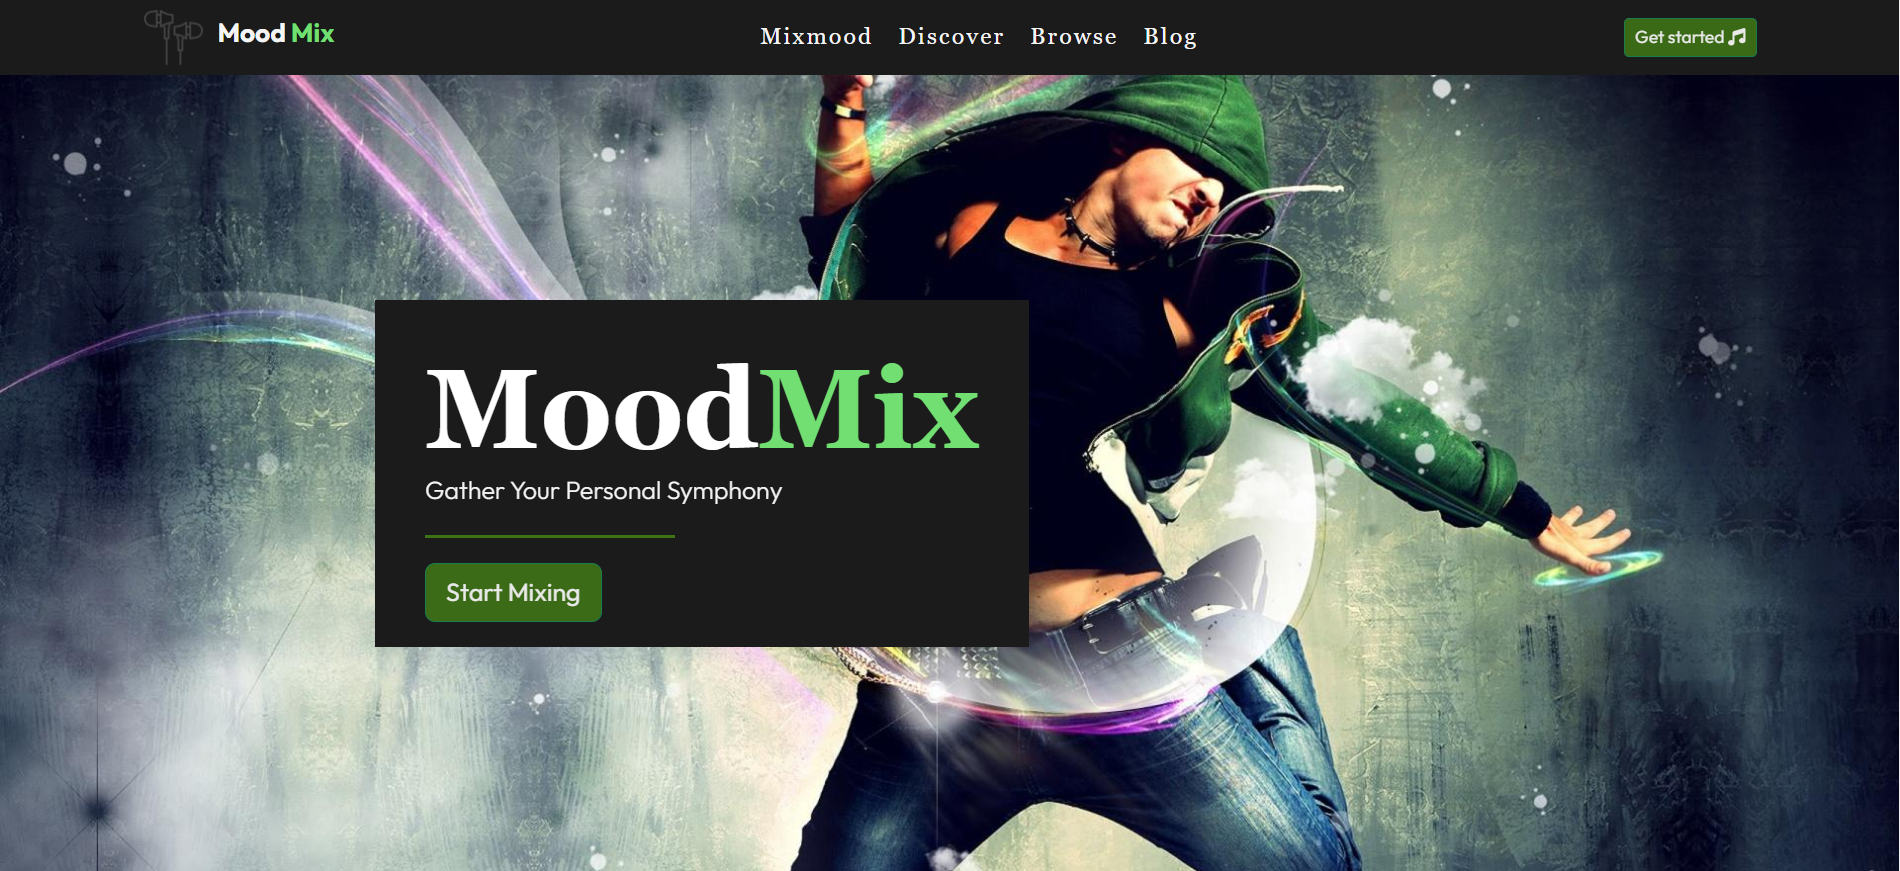 Mood Mix
Mixmood Discover Browse Blog
Get started
MoodMix
Gather Your Personal Symphony
Start Mixing